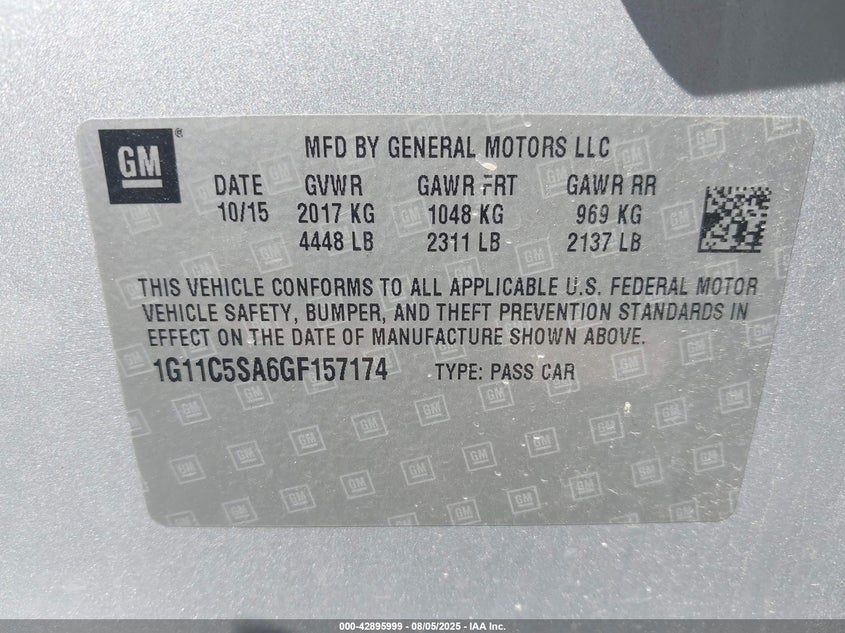 GM®
MFD BY GENERAL MOTORS LLC
DATE GVWR GAWR FRT GAWR RR
10/15 2017 KG 1048 KG 969 KG
4448 LB 2311 LB 2137 LB
THIS VEHICLE CONFORMS TO ALL APPLICABLE U.S. FEDERAL MOTOR
VEHICLE SAFETY, BUMPER, AND THEFT PREVENTION STANDARDS IN
EFFECT ON THE DATE OF MANUFACTURE SHOWN ABOVE.
1G11C5SA6GF157174 TYPE: PASS CAR
000-42895999 - 08/05/2025 - IAA Inc.